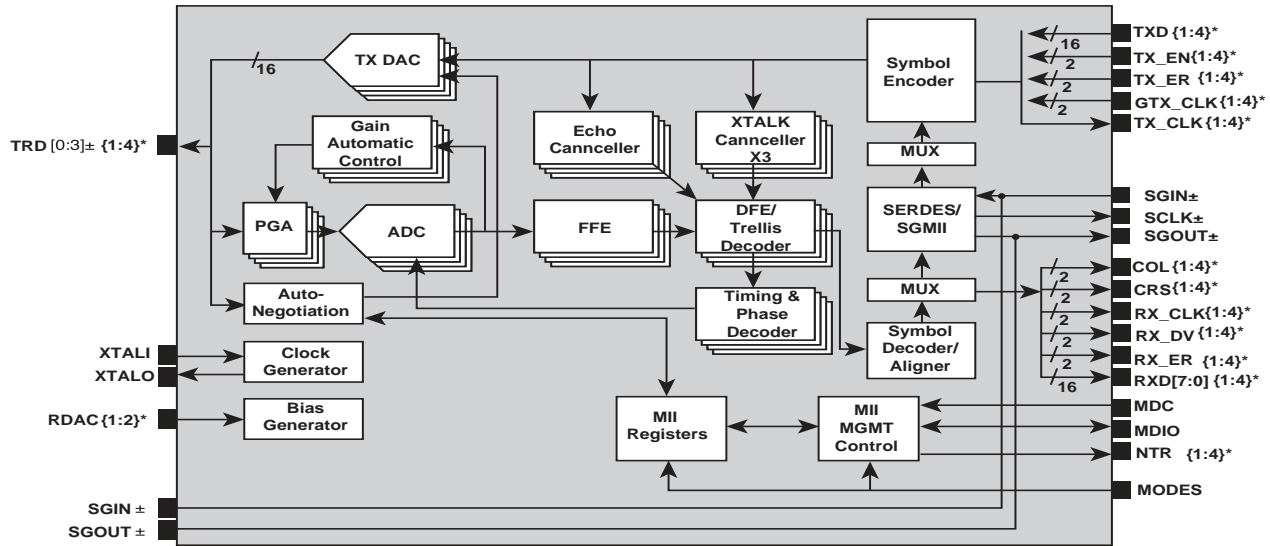 TXD {1:4}*
16
TX_EN{1:4}*
2
TX_ER {1:4}*
2
GTX_CLK {1:4}*
2
TX_CLK {1:4}*
TX DAC
16
Symbol
Encoder
Echo
Cannceller
XTALK
Cannceller
X3
Gain
Automatic
Control
TRD [0:3]± {1:4}*
MUX
PGA
ADC
FFE
DFE/
Trellis
Decoder
SERDES/
SGMII
SGIN±
SCLK±
SGOUT±
Auto-
Negotiation
Timing &
Phase
Decoder
MUX
COL {1:4}*
2
CRS{1:4}*
2
RX_CLK{1:4}*
2
RX_DV {1:4}*
2
RX_ER {1:4}*
2
RXD[7:0] {1:4}*
16
Symbol
Decoder/
Aligner
XTALI
XTALO
Clock
Generator
RDAC{1:2}*
Bias
Generator
MII
Registers
MII
MGMT
Control
MDC
MDIO
NTR {1:4}*
MODES
SGIN ±
SGOUT ±